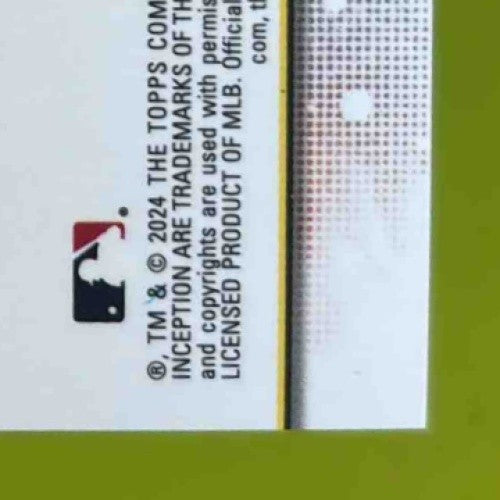 ®, TM & © 2024 THE TOPPS COM
INCEPTION ARE TRADEMARKS OF TH
and copyrights are used with permis
LICENSED PRODUCT OF MLB. Official
com, t